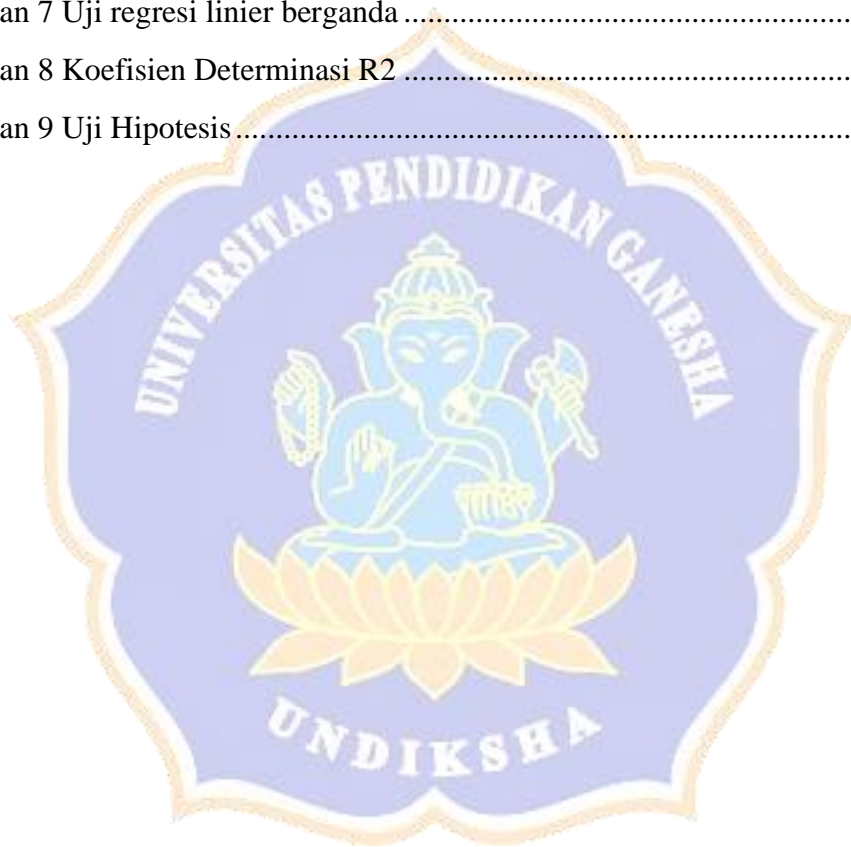 an 7 Uji regresi linier berganda ........................................................
an 8 Koefisien Determinasi R2 ........................................................
an 9 Uji Hipotesis ............................................................................
UNIVERSITAS PENDIDIKAN GANESHA
UNDIKSHA